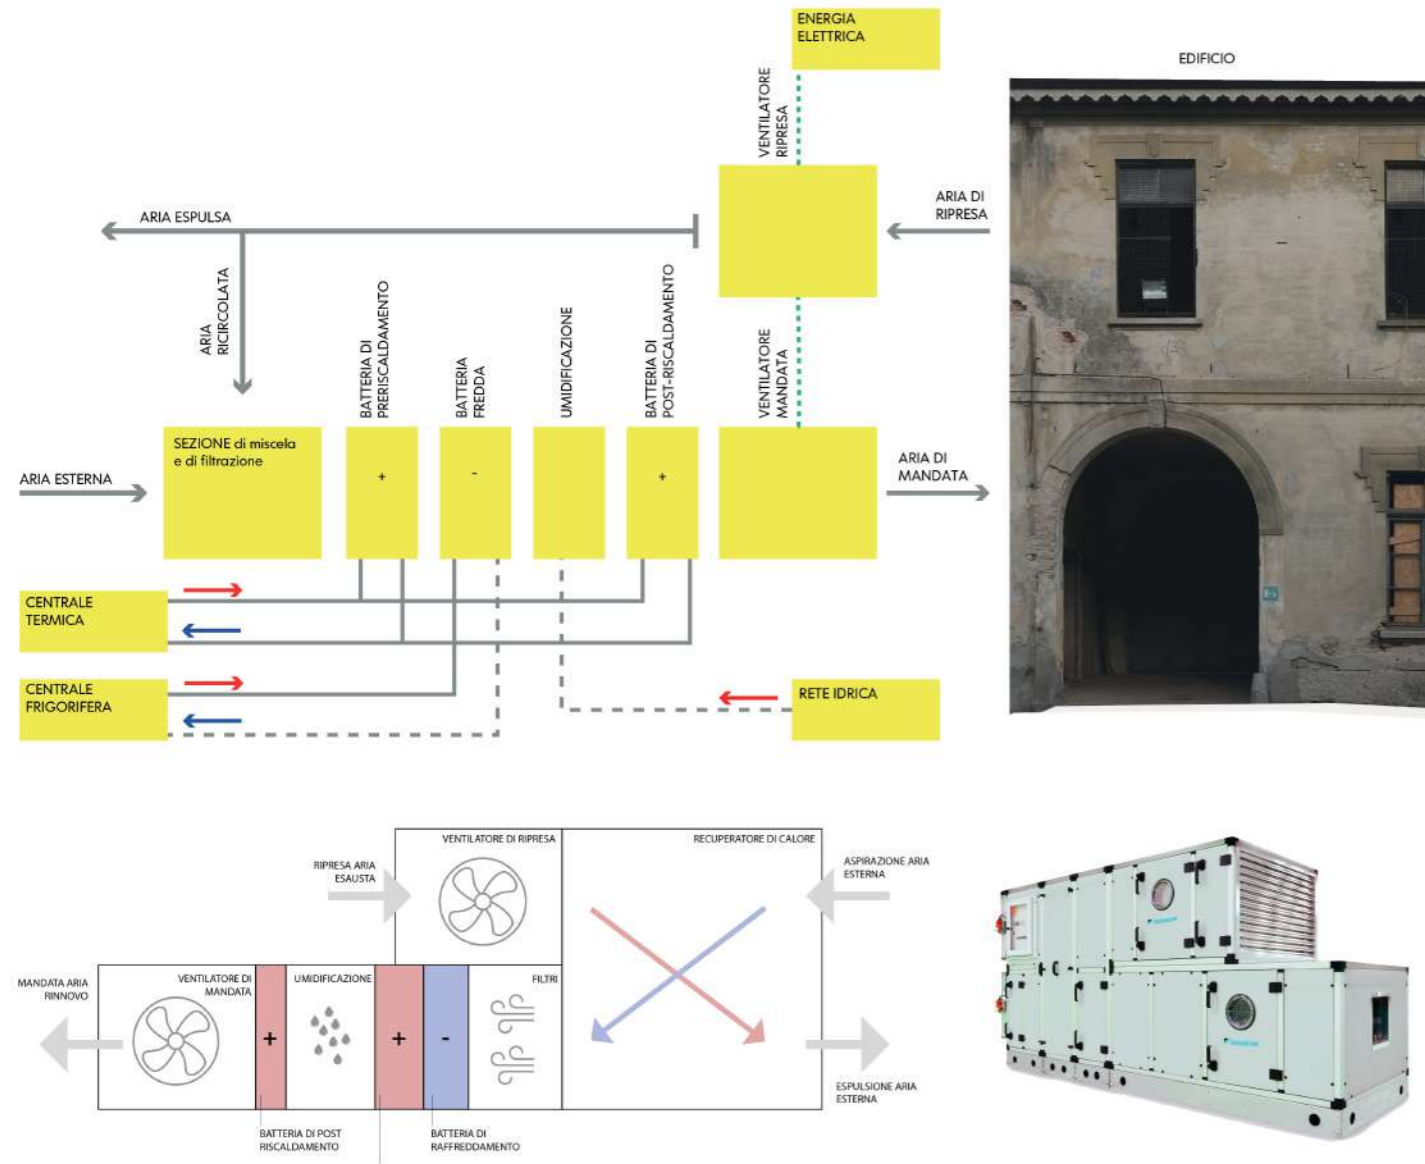 ENERGIA
ELETTRICA
EDIFICIO
VENTILATORE
RIPRESA
ARIA ESPULSA
ARIA DI
RIPRESA
ARIA
RICIRCOLATA
BATTERIA DI
PRERISCALDAMENTO
BATTERIA
FREDDA
UMIDIFICAZIONE
BATTERIA DI
POST-RISCALDAMENTO
VENTILATORE
MANDATA
SEZIONE di miscela
e di filtrazione
+
-
+
ARIA ESTERNA
ARIA DI
MANDATA
CENTRALE
TERMICA
CENTRALE
FRIGORIFERA
RETE IDRICA
VENTILATORE DI RIPRESA
RECUPERATORE DI CALORE
RIPRESA ARIA
ESAUSTA
ASPIRAZIONE ARIA
ESTERNA
MANDATA ARIA
RINNOVO
VENTILATORE DI
MANDATA
UMIDIFICAZIONE
FILTRI
+
+
-
ESPULSIONE ARIA
ESTERNA
BATTERIA DI POST
RISCALDAMENTO
BATTERIA DI
RAFFREDDAMENTO